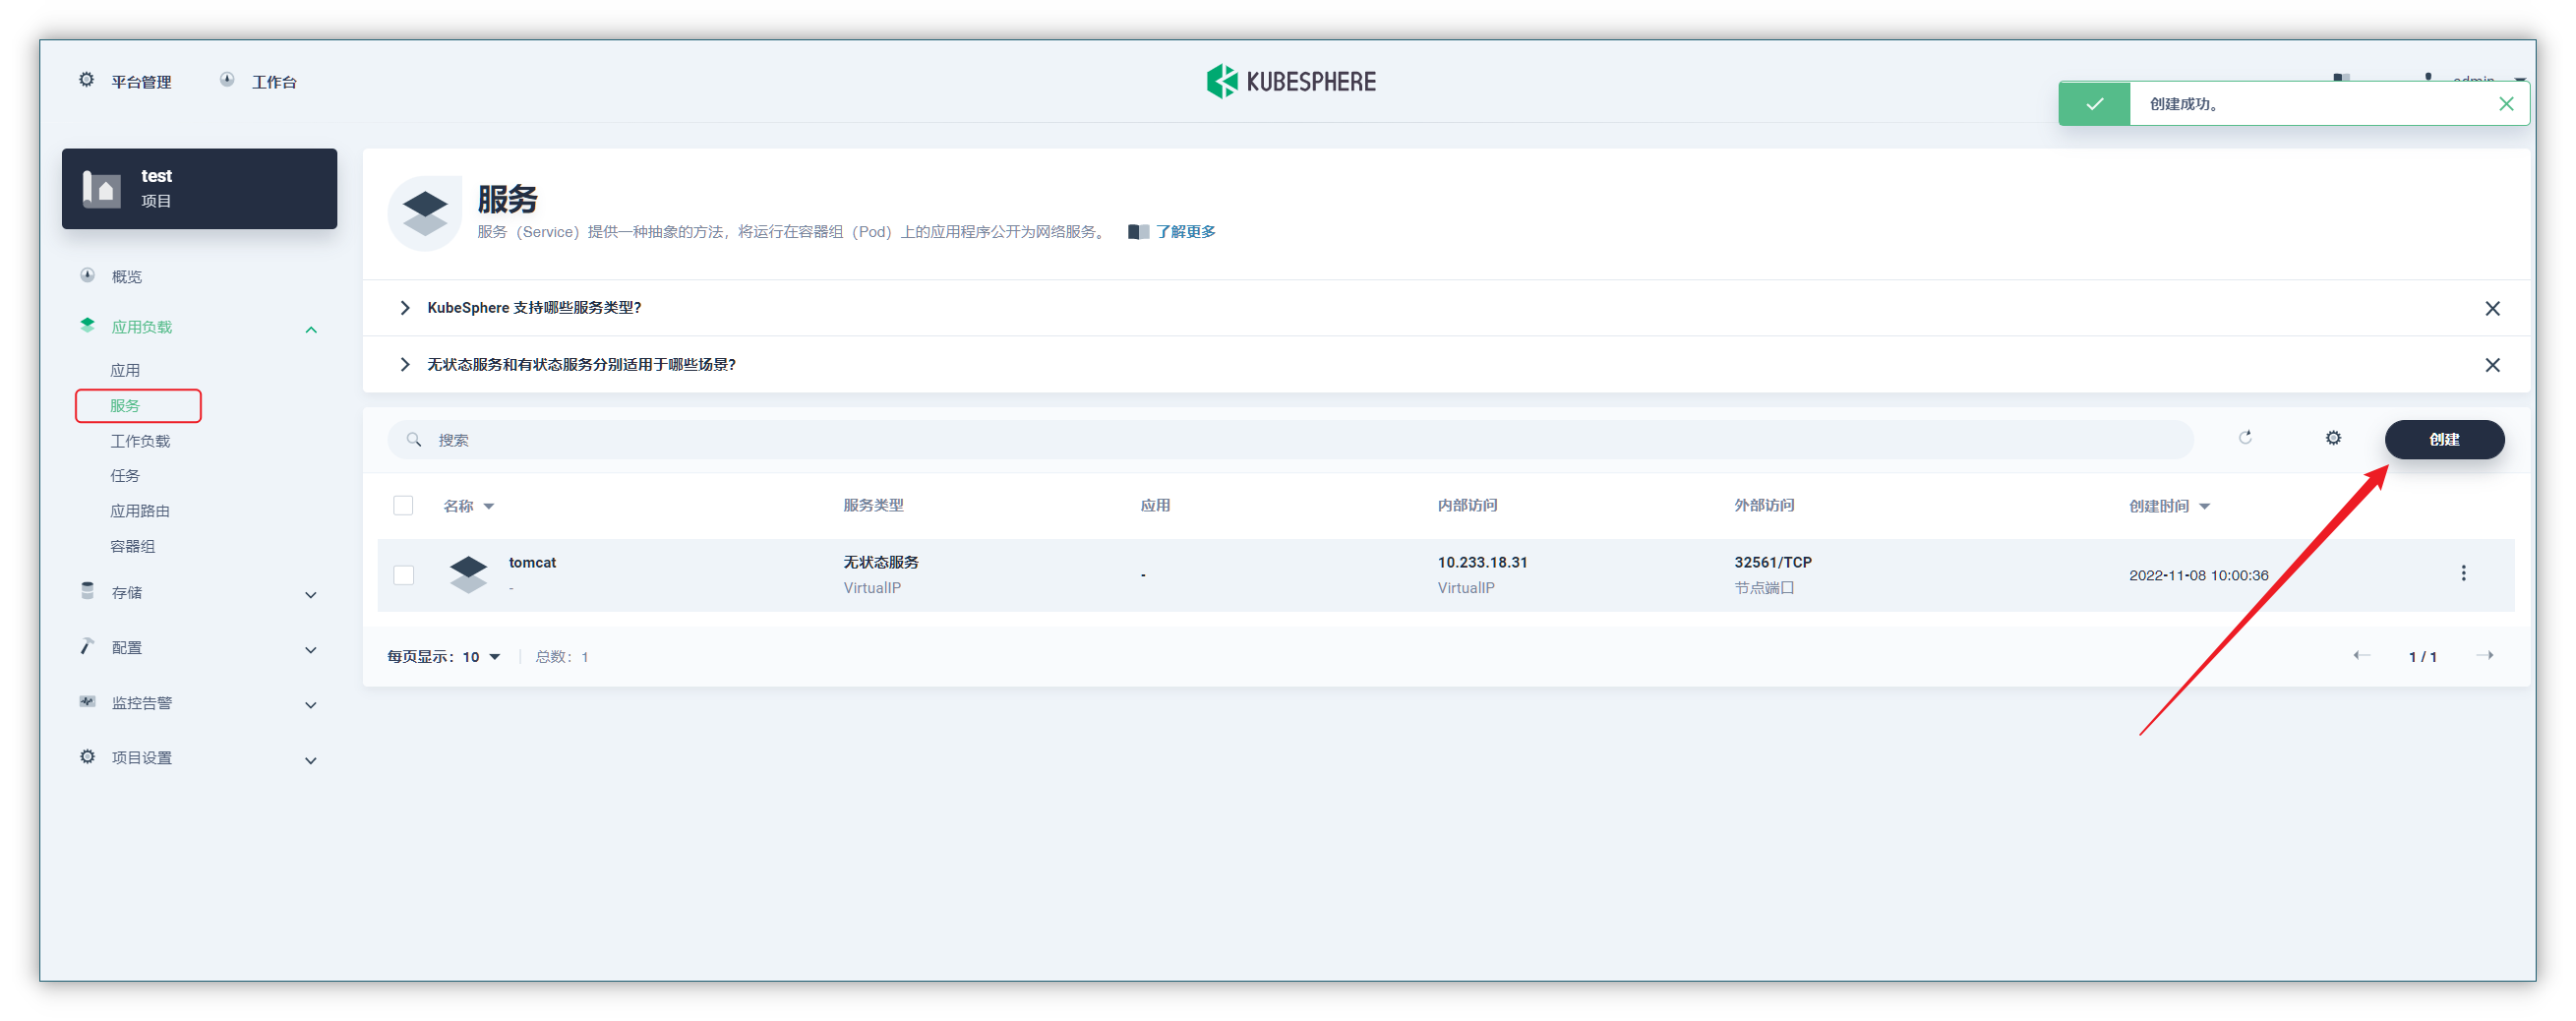 平台管理
工作台
KUBESPHERE
admin
创建成功。
test
项目
概览
应用负载
应用
服务
工作负载
任务
应用路由
容器组
存储
配置
监控告警
项目设置
服务
服务（Service）提供一种抽象的方法，将运行在容器组（Pod）上的应用程序公开为网络服务。 了解更多
KubeSphere 支持哪些服务类型?
无状态服务和有状态服务分别适用于哪些场景?
搜索
创建
名称 服务类型 应用 内部访问 外部访问 创建时间
tomcat 无状态服务 - 10.233.18.31 32561/TCP 2022-11-08 10:00:36
- VirtualIP VirtualIP 节点端口
每页显示：10 总数：1 1 / 1